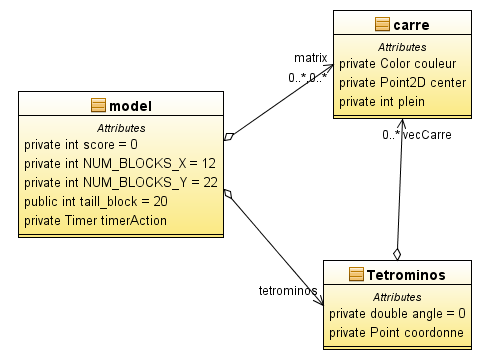 carre
Attributes
private Color couleur
private Point2D center
private int plein
matrix
0..*,0..*
model
Attributes
private int score = 0
private int NUM_BLOCKS_X = 12
private int NUM_BLOCKS_Y = 22
public int taill_block = 20
private Timer timerAction
0..* vecCarre
tetrominos
Tetrominos
Attributes
private double angle = 0
private Point coordonne